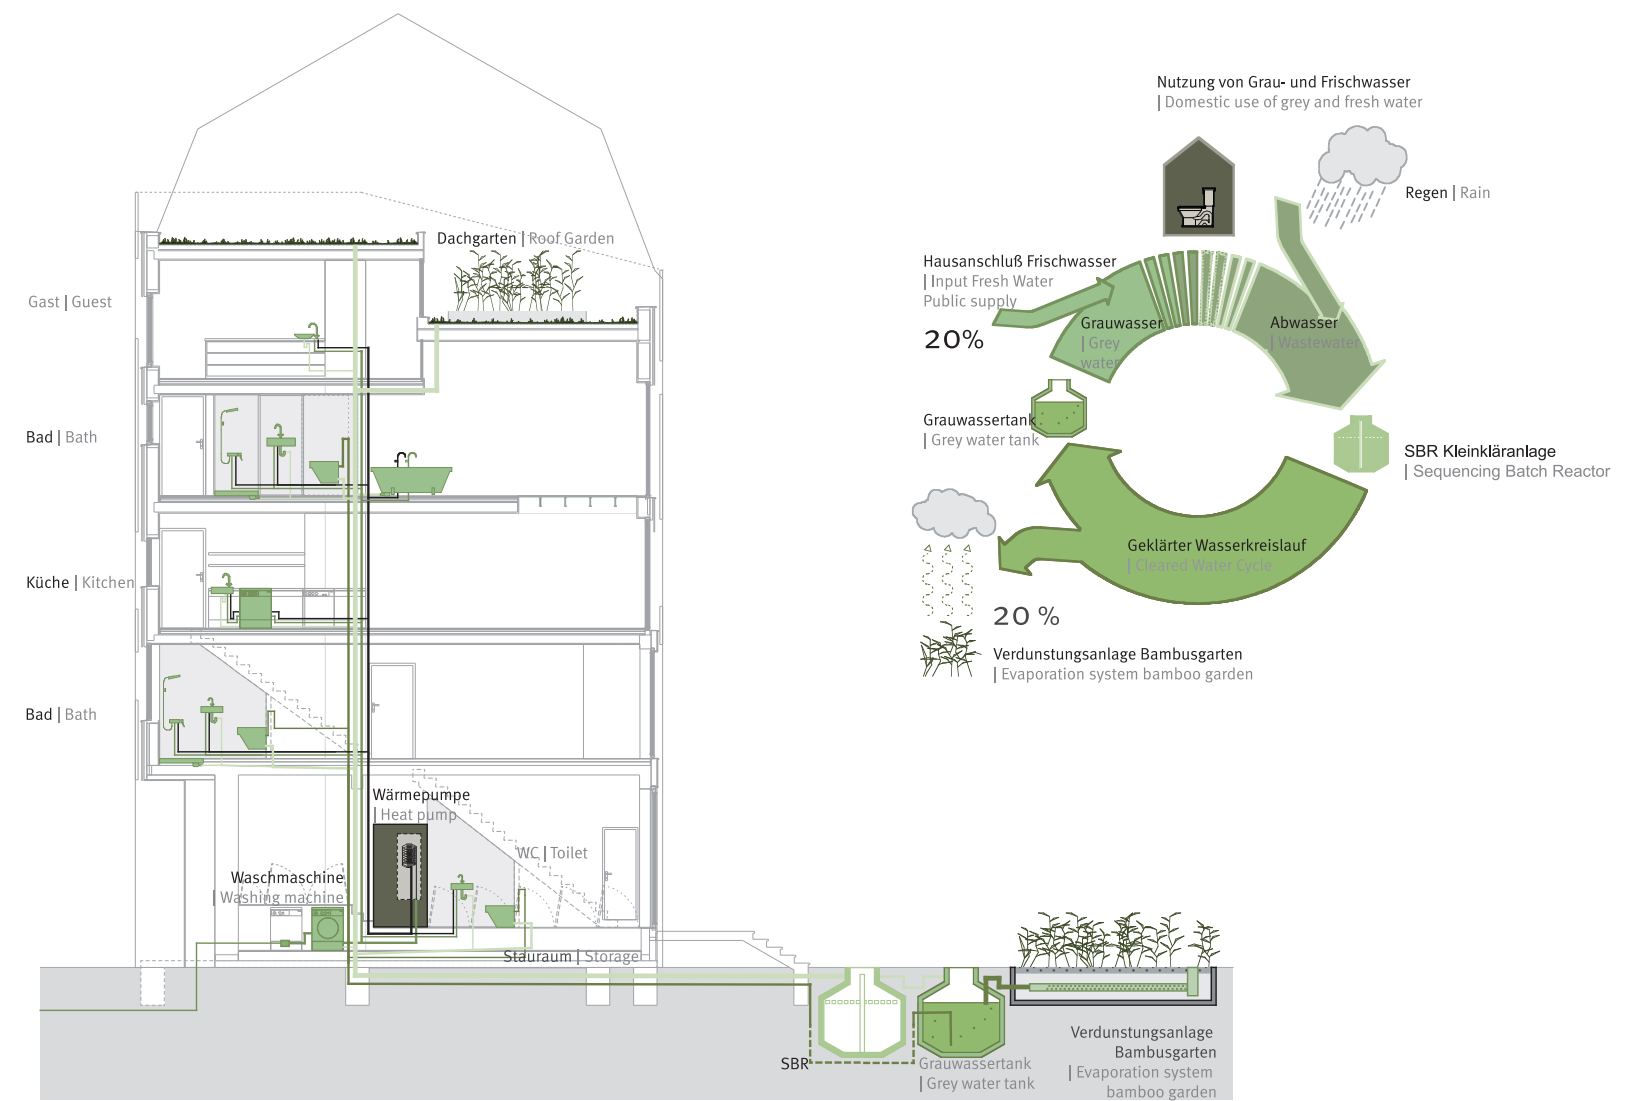 Nutzung von Grau- und Frischwasser
| Domestic use of grey and fresh water
Regen | Rain
Dachgarten | Roof Garden
Hausanschluß Frischwasser
| Input Fresh Water
Public supply
20%
Gast | Guest
Grauwasser
| Grey
water
Abwasser
| Wastewater
Grauwassertank
| Grey water tank
Bad | Bath
SBR Kleinkläranlage
| Sequencing Batch Reactor
Geklärter Wasserkreislauf
| Cleared Water Cycle
Küche | Kitchen
20 %
Verdunstungsanlage Bambusgarten
| Evaporation system bamboo garden
Bad | Bath
Wärmepumpe
| Heat pump
WC | Toilet
Waschmaschine
| Washing machine
Stauraum | Storage
SBR
Grauwassertank
| Grey water tank
Verdunstungsanlage
Bambusgarten
| Evaporation system
bamboo garden